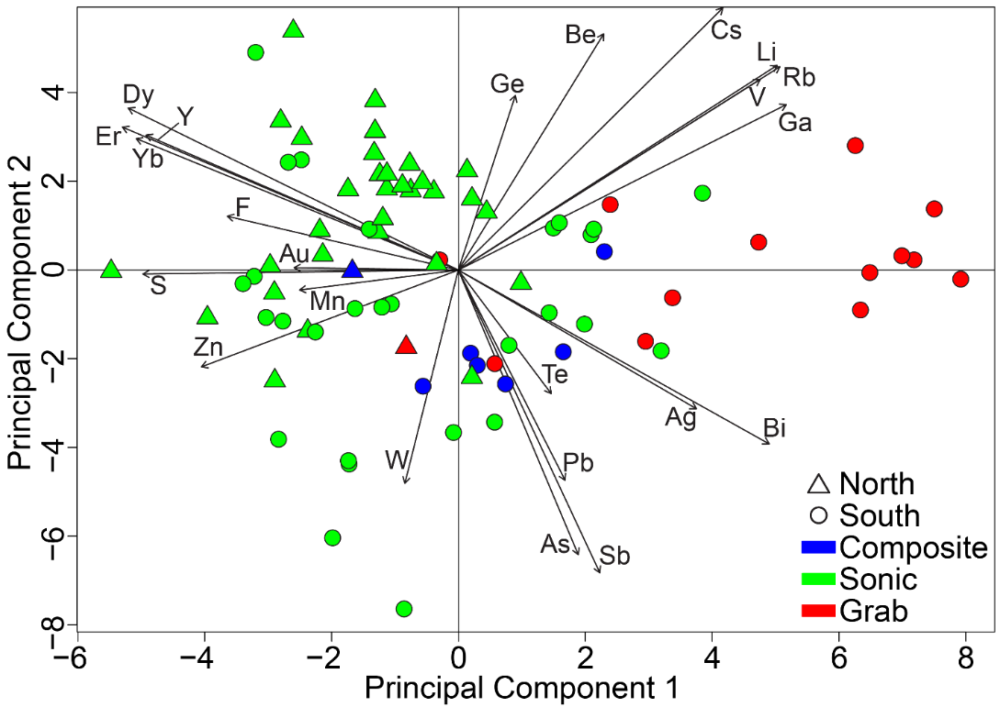 Principal Component 2
4
2
0
−2
−4
−6
−8
Be
Cs
Li
Rb
V
Ga
Ge
Dy
Y
Er
Yb
F
Au
S
Mn
Zn
Te
Ag
Bi
W
Pb
As
Sb
North
South
Composite
Sonic
Grab
−6 −4 −2 0 2 4 6 8
Principal Component 1